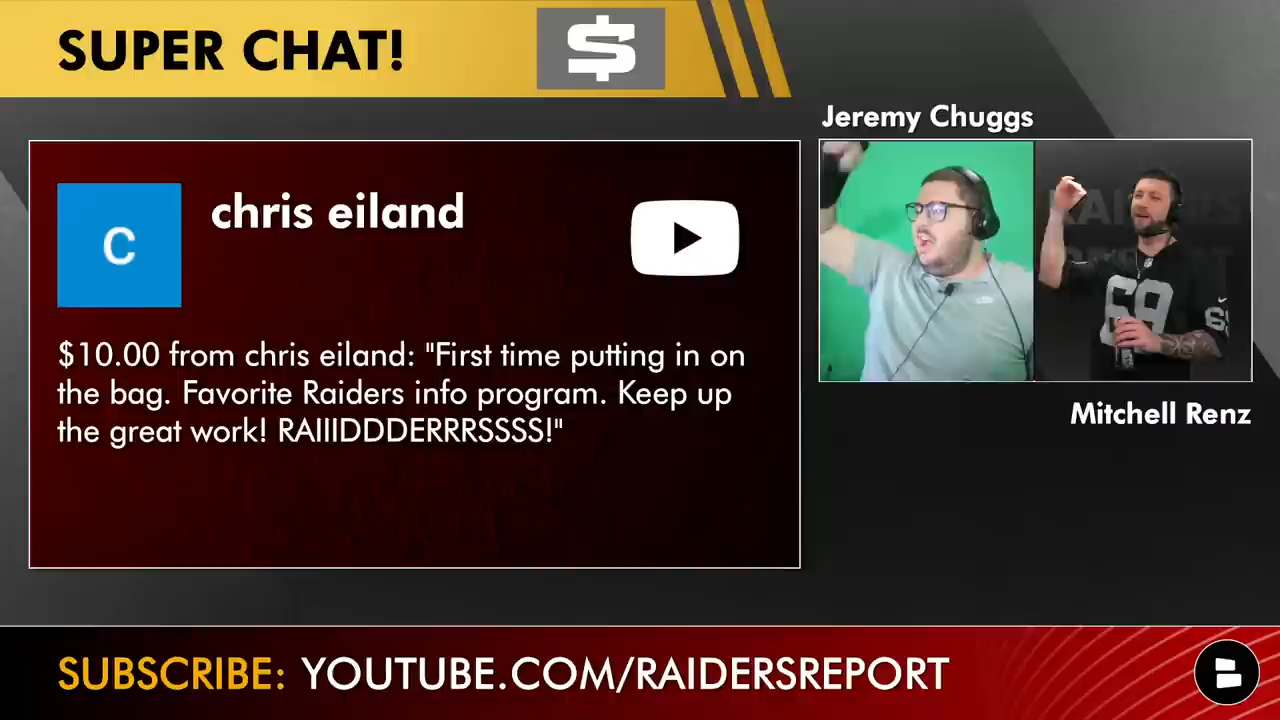 SUPER CHAT!
$
Jeremy Chuggs
C
chris eiland
$10.00 from chris eiland: "First time putting in on
the bag. Favorite Raiders info program. Keep up
the great work! RAIIIDDDERRRSSSS!"
69
Mitchell Renz
SUBSCRIBE: YOUTUBE.COM/RAIDERSREPORT